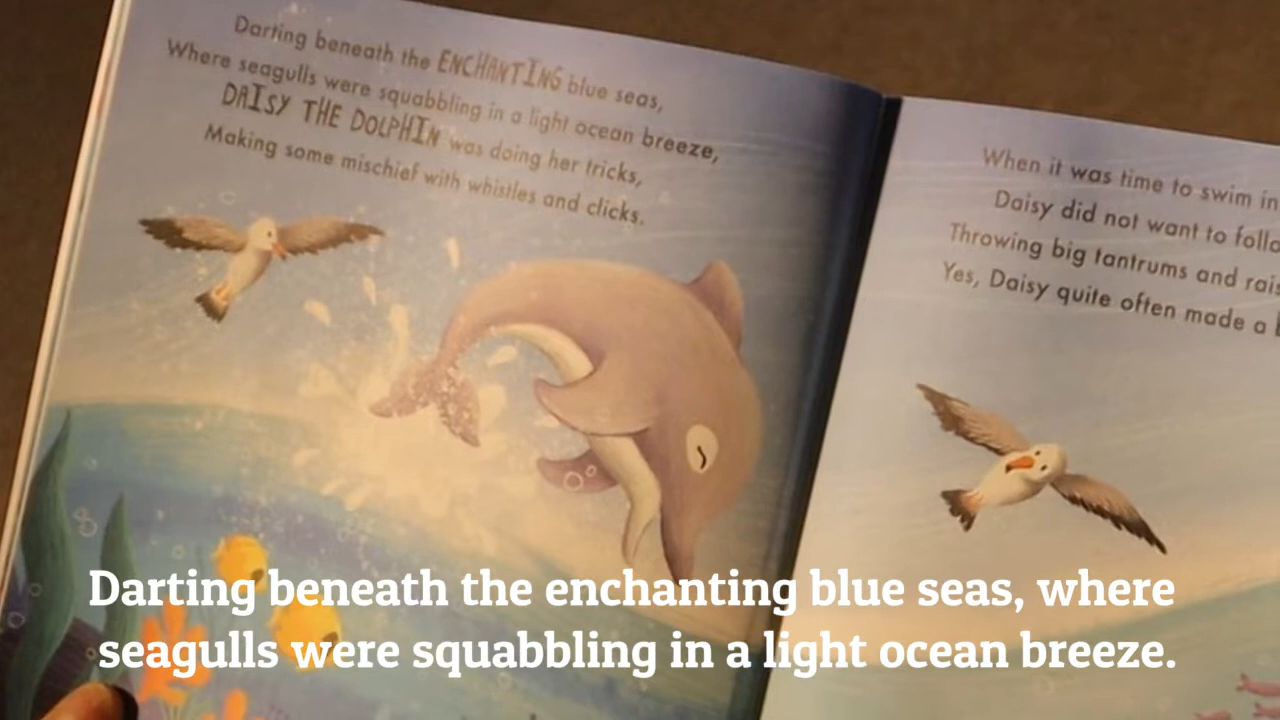 Darting beneath the ENCHANTING blue seas,
Where seagulls were squabbling in a light ocean breeze,
DAISY THE DOLPHIN was doing her tricks,
Making some mischief with whistles and clicks.
When it was time to swim in
Daisy did not want to follo
Throwing big tantrums and rais
Yes, Daisy quite often made a
Darting beneath the enchanting blue seas, where
seagulls were squabbling in a light ocean breeze.